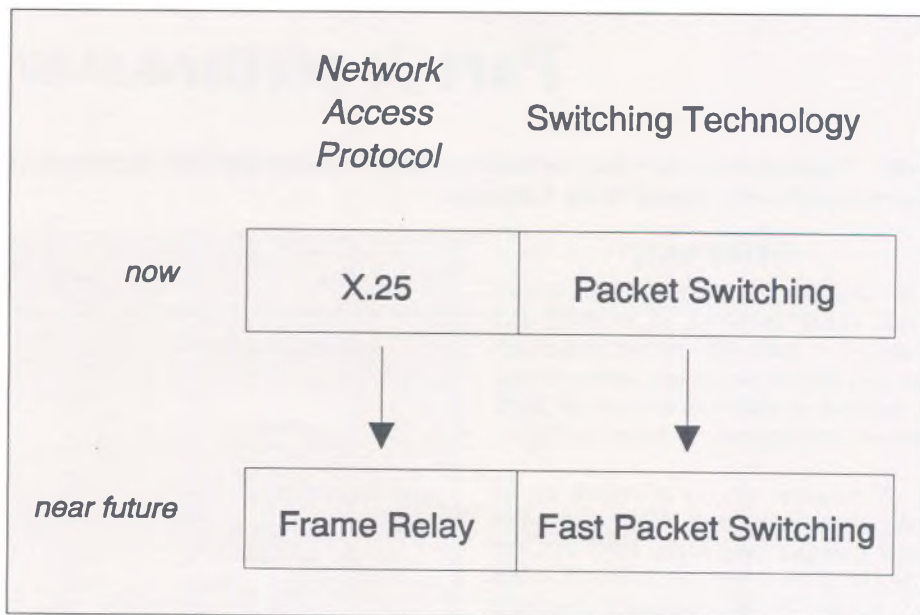 Network
Access
Protocol
Switching Technology
now
X.25
Packet Switching
near future
Frame Relay
Fast Packet Switching